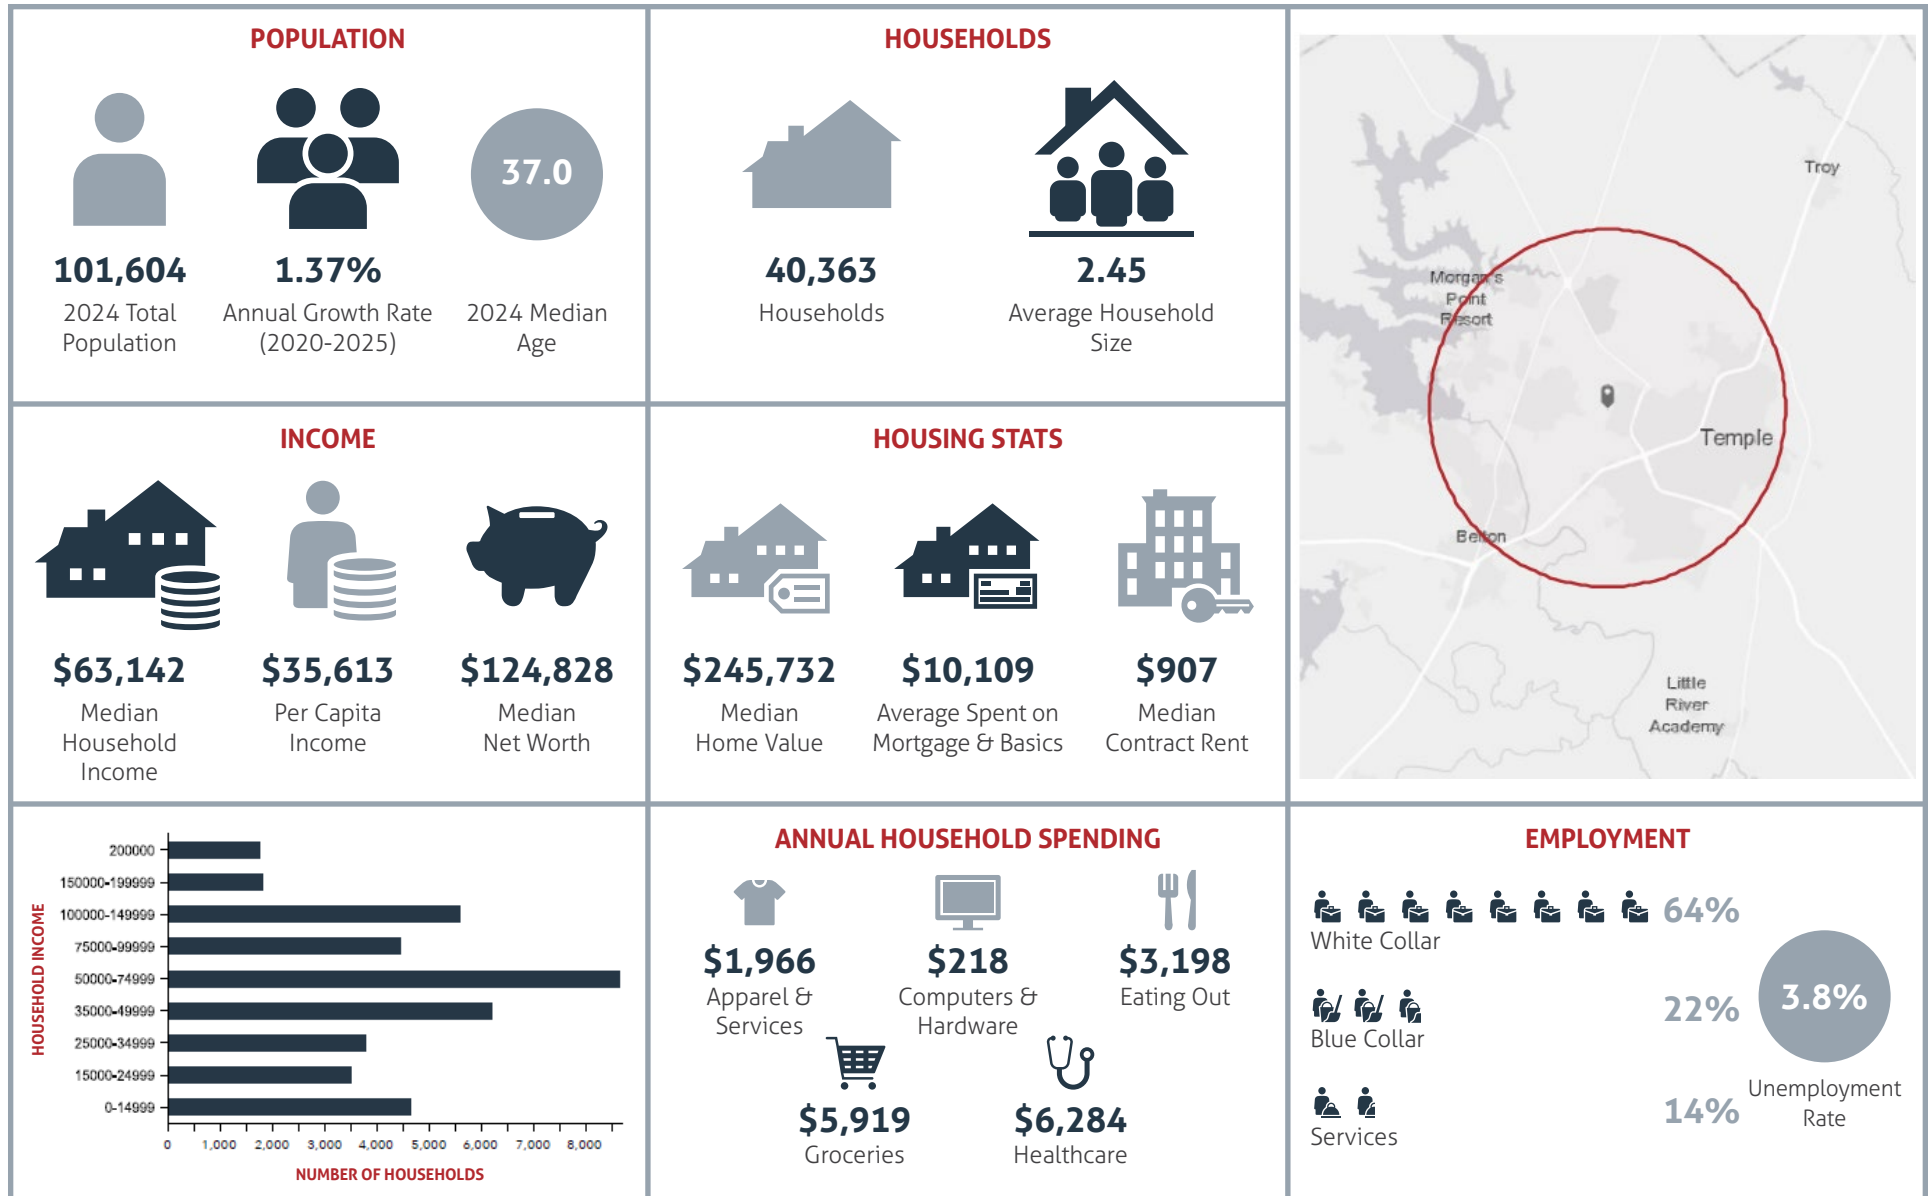 POPULATION
37.0
101,604
2024 Total
Population
1.37%
Annual Growth Rate
(2020-2025)
2024 Median
Age
HOUSEHOLDS
40,363
Households
2.45
Average Household
Size
Troy
Morgan's
Point
Resort
Temple
Belton
Little
River
Academy
INCOME
$63,142
Median
Household
Income
$35,613
Per Capita
Income
$124,828
Median
Net Worth
HOUSING STATS
$245,732
Median
Home Value
$10,109
Average Spent on
Mortgage & Basics
$907
Median
Contract Rent
HOUSEHOLD INCOME
200000
150000-199999
100000-149999
75000-99999
50000-74999
35000-49999
25000-34999
15000-24999
0-14999
0 1,000 2,000 3,000 4,000 5,000 6,000 7,000 8,000
NUMBER OF HOUSEHOLDS
ANNUAL HOUSEHOLD SPENDING
$1,966
Apparel &
Services
$218
Computers &
Hardware
$3,198
Eating Out
$5,919
Groceries
$6,284
Healthcare
EMPLOYMENT
64%
White Collar
22%
Blue Collar
14%
Services
3.8%
Unemployment
Rate